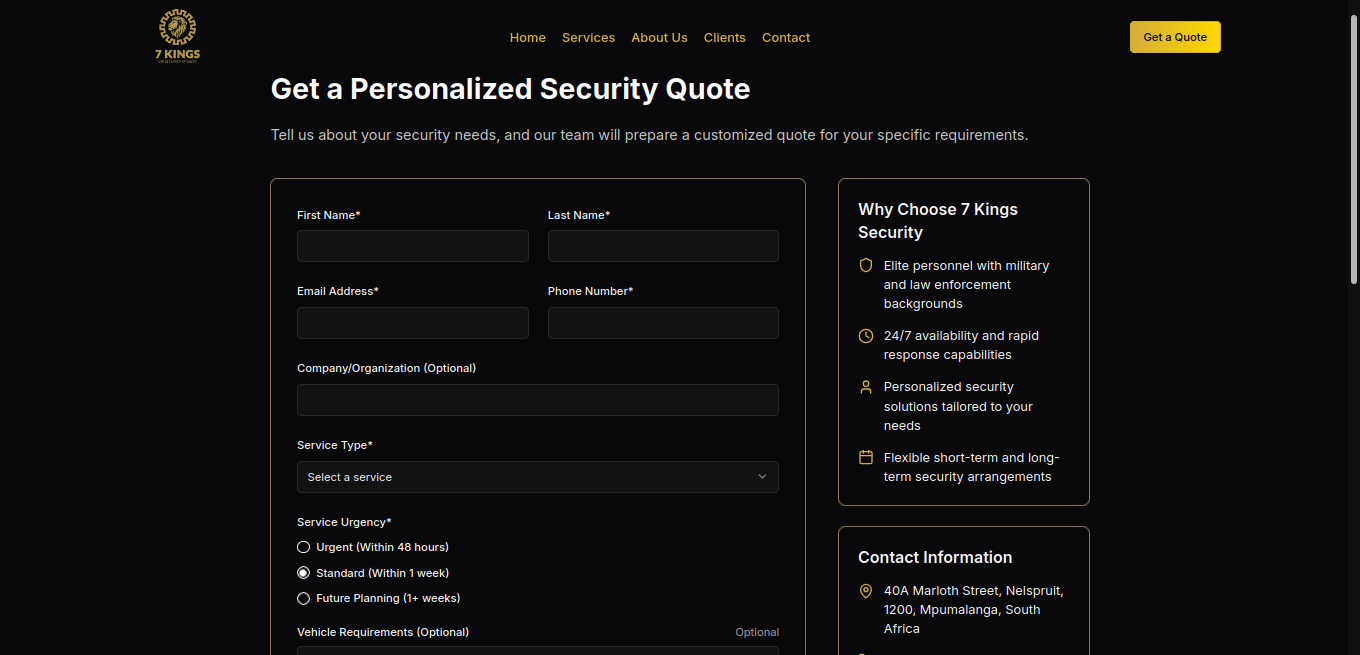 7 KINGS
VIP SECURITY SERVICES
Home Services About Us Clients Contact
Get a Quote
Get a Personalized Security Quote
Tell us about your security needs, and our team will prepare a customized quote for your specific requirements.
First Name* Last Name*
Email Address* Phone Number*
Company/Organization (Optional)
Service Type*
Select a service
Service Urgency*
Urgent (Within 48 hours)
Standard (Within 1 week)
Future Planning (1+ weeks)
Vehicle Requirements (Optional) Optional
Why Choose 7 Kings
Security
Elite personnel with military
and law enforcement
backgrounds
24/7 availability and rapid
response capabilities
Personalized security
solutions tailored to your
needs
Flexible short-term and long-
term security arrangements
Contact Information
40A Marloth Street, Nelspruit,
1200, Mpumalanga, South
Africa